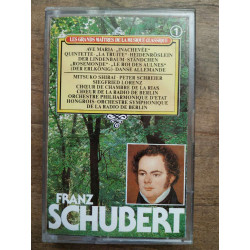 LES GRANDS MAÎTRES DE LA MUSIQUE CLASSIQUE
1
AVE MARIA · „INACHEVÉE"
QUINTETTE · „LA TRUITE" · HEIDENRÖSLEIN
DER LINDENBAUM · STÄNDCHEN
„ROSEMONDE" · „LE ROI DES AULNES"
(DER ERLKÖNIG) · DANSE ALLEMANDE
MITSUKO SHIRAI · PETER SCHREIER
SIEGFRIED LORENZ
CHŒUR DE CHAMBRE DE LA RIAS
CHŒUR DE LA RADIO DE BERLIN
ORCHESTRE PHILHARMONIQUE D'ÉTAT
HONGROIS · ORCHESTRE SYMPHONIQUE
DE LA RADIO DE BERLIN
FRANZ
SCHUBERT